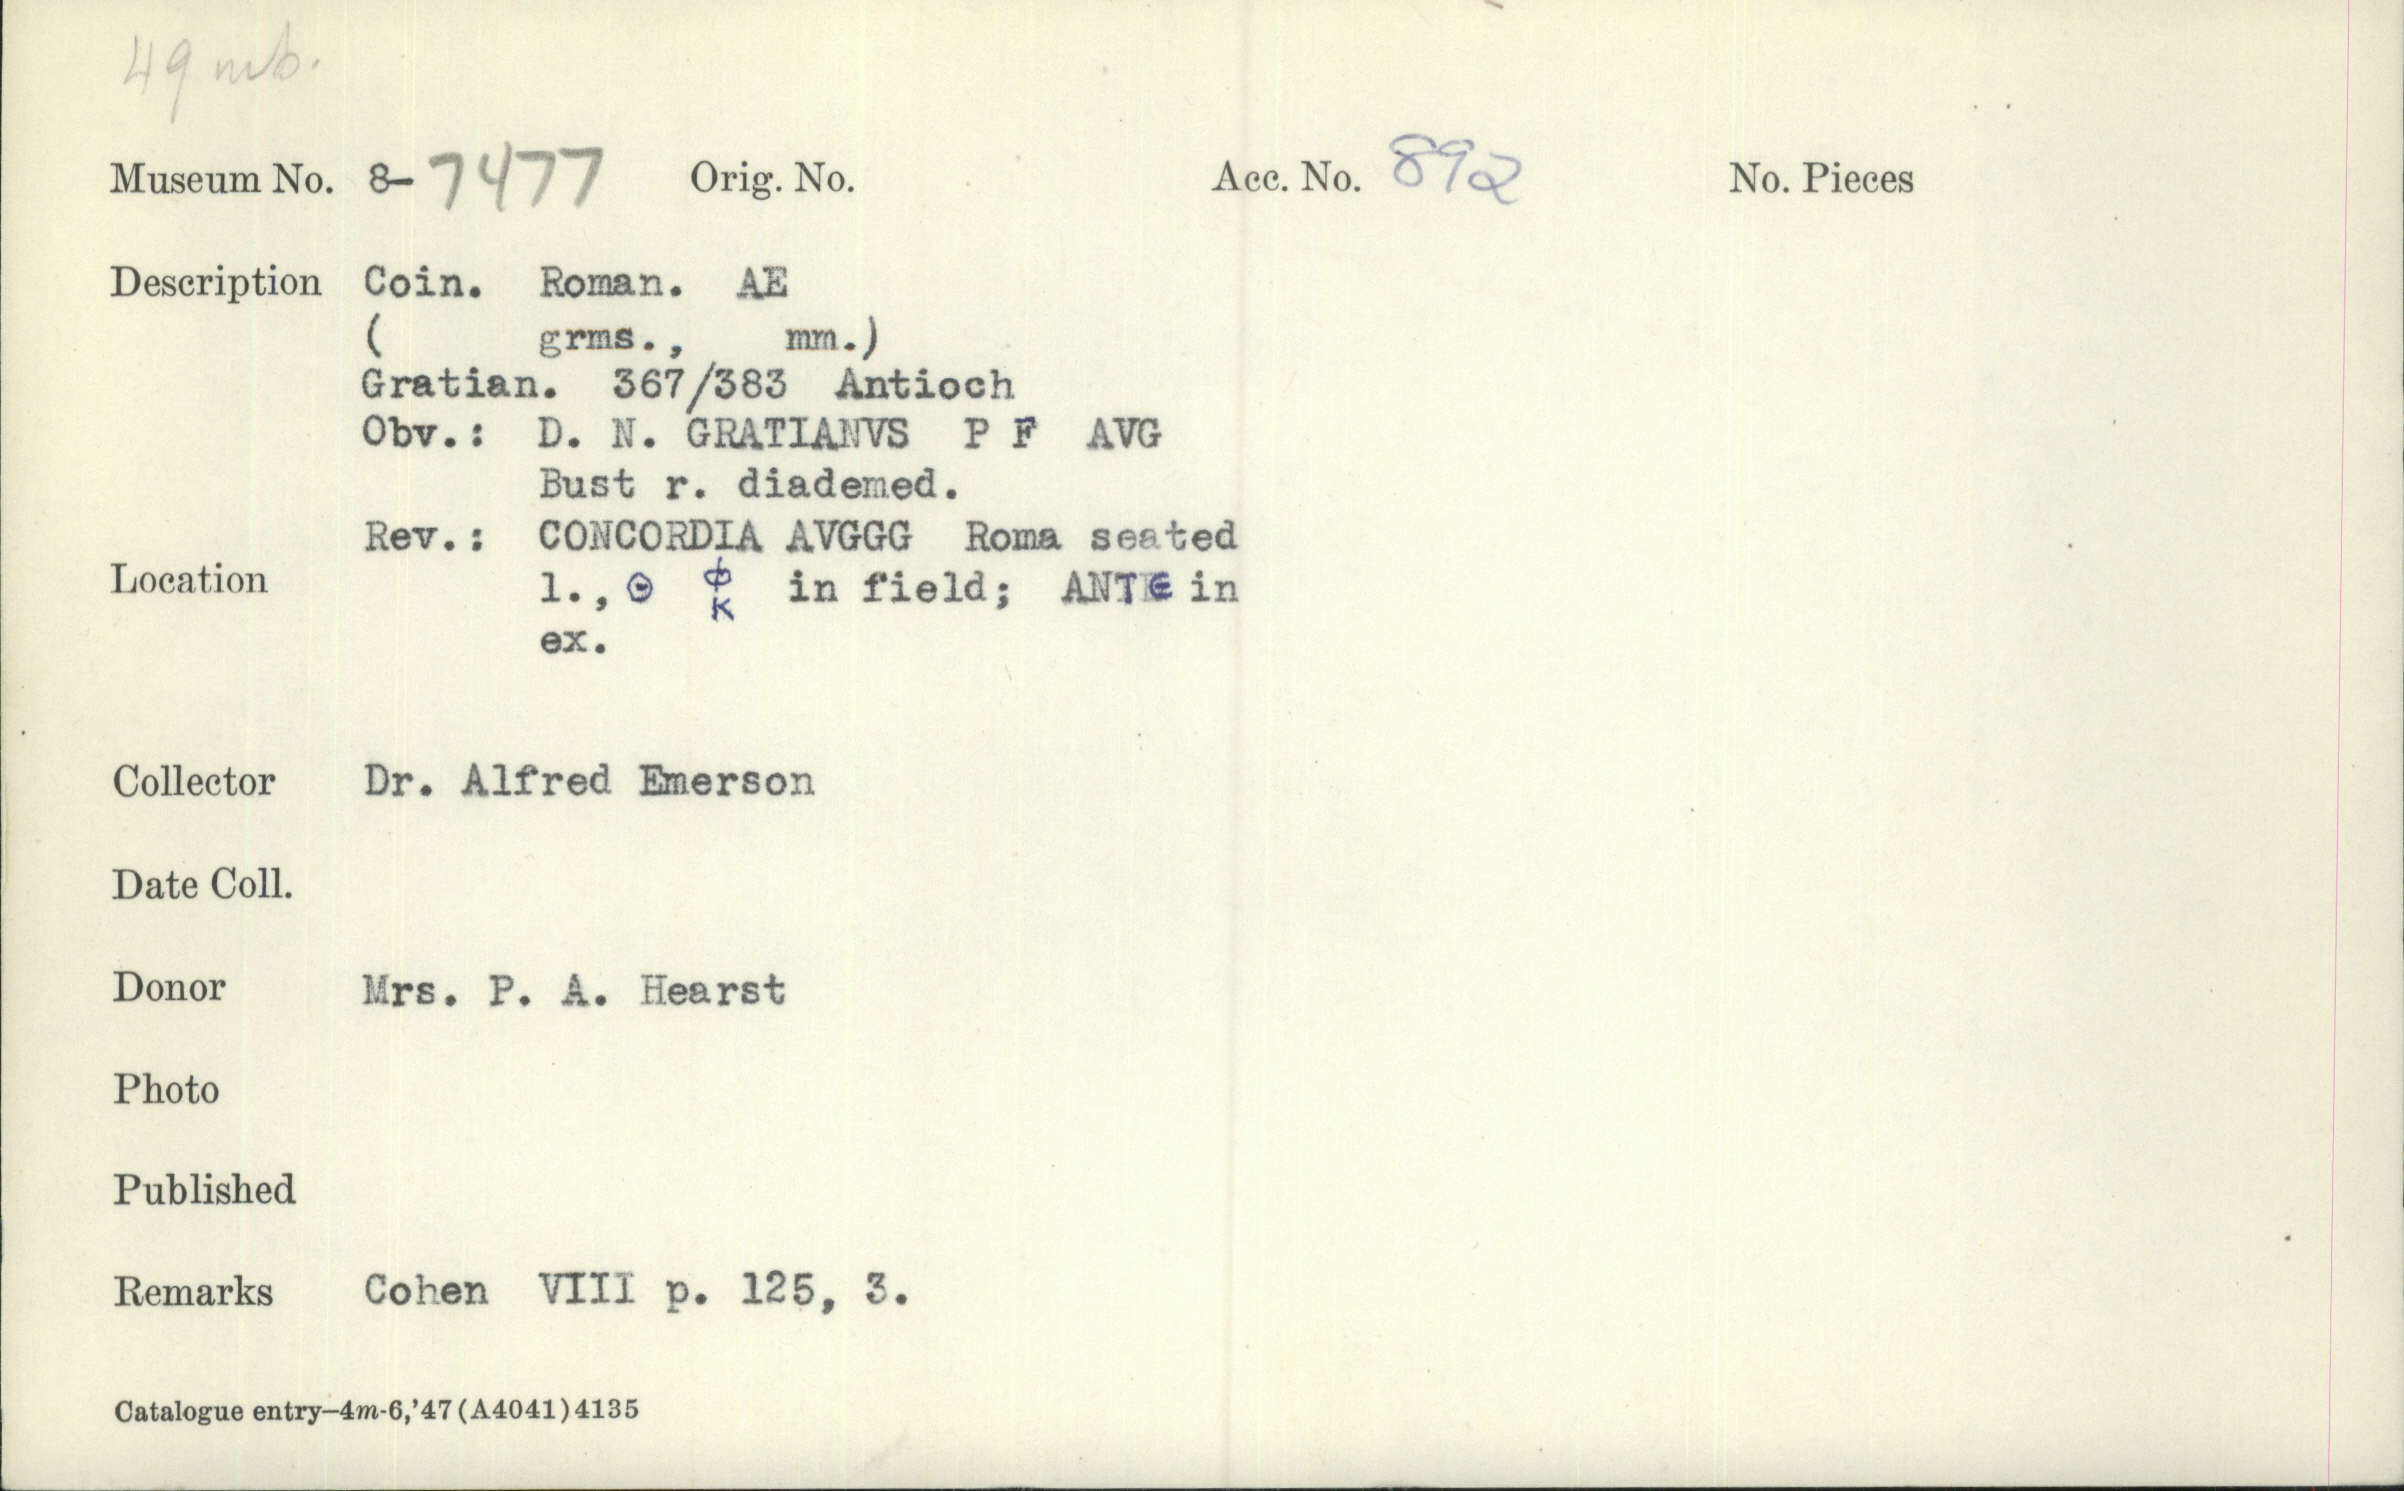 49 mb.
Museum No. 8-7477 Orig. No. Acc. No. 892 No. Pieces
Description Coin. Roman. AE
( grms., mm.)
Gratian. 367/383 Antioch
Obv.: D. N. GRATIANVS P F AVG
Bust r. diademed.
Rev.: CONCORDIA AVGGG Roma seated
Location l., Θ Φ in field; ANTЄ in
K
ex.
Collector Dr. Alfred Emerson
Date Coll.
Donor Mrs. P. A. Hearst
Photo
Published
Remarks Cohen VIII p. 125, 3.
Catalogue entry—4m-6,'47(A4041)4135